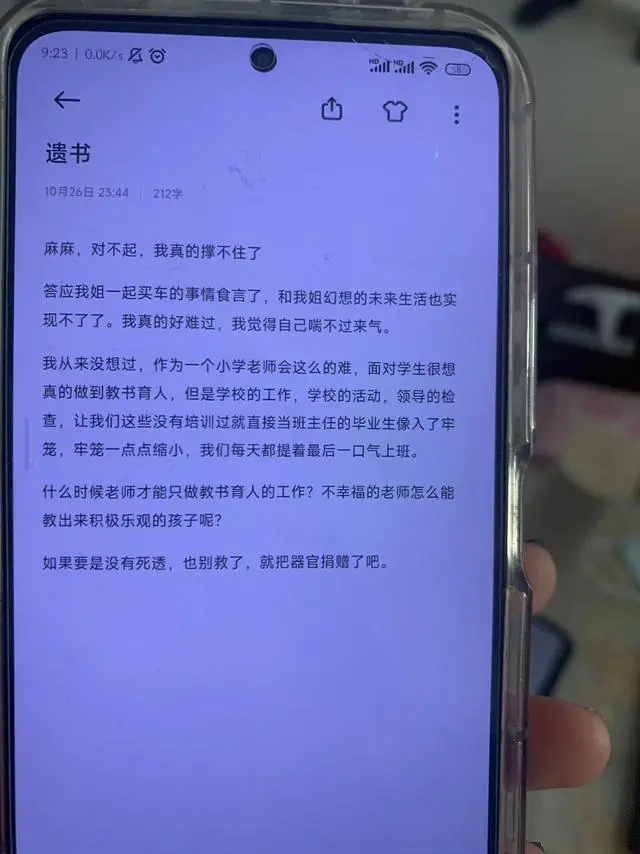 9:23 | 0.0K/s
HD HD 58
遗书
10月26日 23:44 | 212字
麻麻，对不起，我真的撑不住了
答应我姐一起买车的事情食言了，和我姐幻想的未来生活也实
现不了了。我真的好难过，我觉得自己喘不过来气。
我从来没想过，作为一个小学老师会这么的难，面对学生很想
真的做到教书育人，但是学校的工作，学校的活动，领导的检
查，让我们这些没有培训过就直接当班主任的毕业生像入了牢
笼，牢笼一点点缩小，我们每天都提着最后一口气上班。
什么时候老师才能只做教书育人的工作？不幸福的老师怎么能
教出来积极乐观的孩子呢？
如果要是没有死透，也别救了，就把器官捐赠了吧。